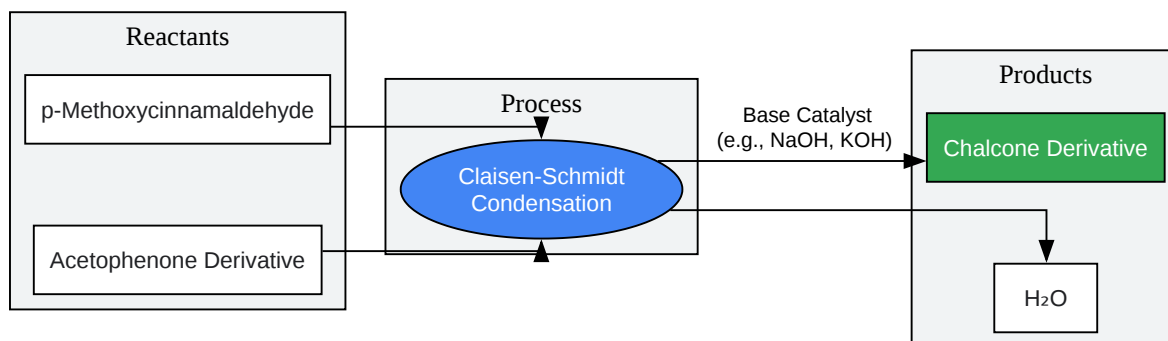 Reactants
p-Methoxycinnamaldehyde
Acetophenone Derivative
Process
Claisen-Schmidt
Condensation
Base Catalyst
(e.g., NaOH, KOH)
Products
Chalcone Derivative
H₂O